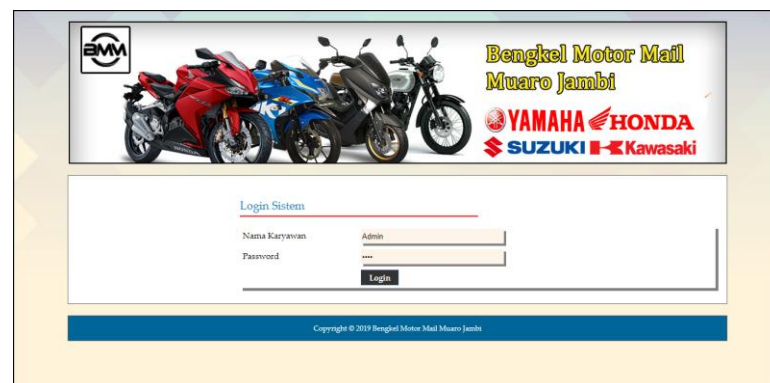 BMM
Bengkel Motor Mail
Muaro Jambi
YAMAHA HONDA
SUZUKI Kawasaki
HONDA
Login Sistem
Nama Karyawan Admin
Password ••••
Login
Copyright © 2019 Bengkel Motor Mail Muaro Jambi